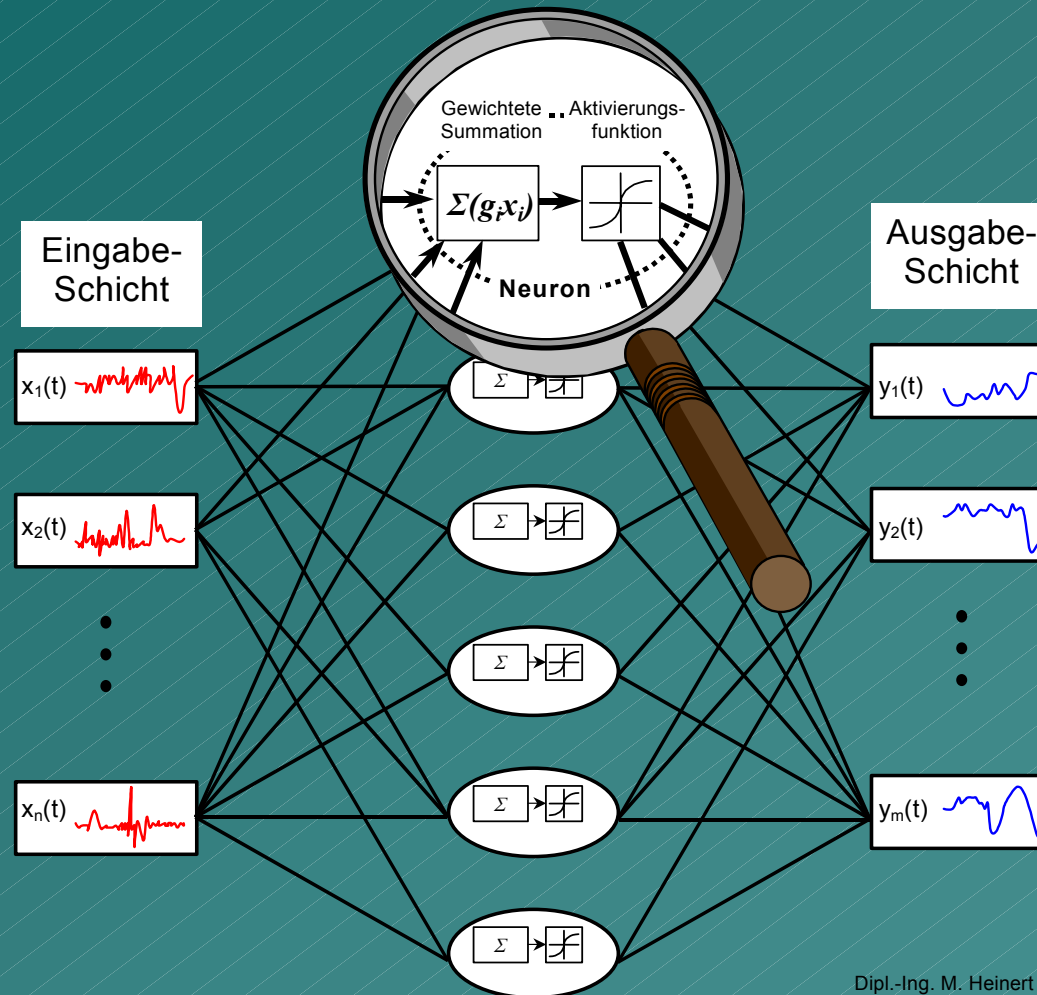 Gewichtete
Summation
Aktivierungs-
funktion
Σ(gᵢxᵢ)
Neuron
Eingabe-
Schicht
Ausgabe-
Schicht
x₁(t)
y₁(t)
Σ
x₂(t)
y₂(t)
Σ
Σ
xₙ(t)
yₘ(t)
Σ
Σ
Dipl.-Ing. M. Heinert